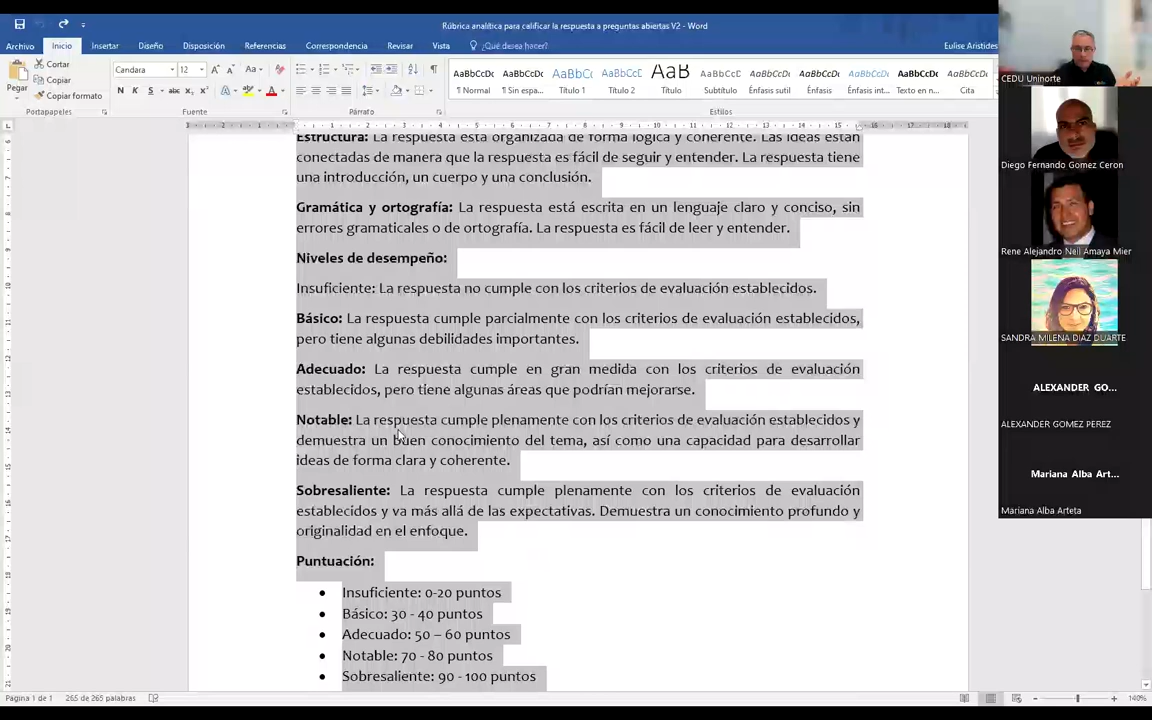 Rúbrica analítica para calificar la respuesta a preguntas abiertas V2 - Word
Archivo Inicio Insertar Diseño Disposición Referencias Correspondencia Revisar Vista ¿Qué desea hacer? Eulise Aristides
Pegar
Cortar
Copiar
Copiar formato
Candara 12
N K S abc
AaBbCcDc AaBbCcDc AaBbCc AaBbCcE AaB AaBbCcD AaBbCcDc AaBbCcDc AaBbCcDc AaBbCcDc AaBbCcDc
¶ Normal ¶ Sin espa... Título 1 Título 2 Título Subtítulo Énfasis sutil Énfasis Énfasis int... Texto en n... Cita
Portapapeles Fuente Párrafo Estilos
Estructura: La respuesta está organizada de forma lógica y coherente. Las ideas están
conectadas de manera que la respuesta es fácil de seguir y entender. La respuesta tiene
una introducción, un cuerpo y una conclusión.
Gramática y ortografía: La respuesta está escrita en un lenguaje claro y conciso, sin
errores gramaticales o de ortografía. La respuesta es fácil de leer y entender.
Niveles de desempeño:
Insuficiente: La respuesta no cumple con los criterios de evaluación establecidos.
Básico: La respuesta cumple parcialmente con los criterios de evaluación establecidos,
pero tiene algunas debilidades importantes.
Adecuado: La respuesta cumple en gran medida con los criterios de evaluación
establecidos, pero tiene algunas áreas que podrían mejorarse.
Notable: La respuesta cumple plenamente con los criterios de evaluación establecidos y
demuestra un buen conocimiento del tema, así como una capacidad para desarrollar
ideas de forma clara y coherente.
Sobresaliente: La respuesta cumple plenamente con los criterios de evaluación
establecidos y va más allá de las expectativas. Demuestra un conocimiento profundo y
originalidad en el enfoque.
Puntuación:
• Insuficiente: 0-20 puntos
• Básico: 30 - 40 puntos
• Adecuado: 50 – 60 puntos
• Notable: 70 - 80 puntos
• Sobresaliente: 90 - 100 puntos
Página 1 de 1 265 de 265 palabras 140%
CEDU Uninorte
Diego Fernando Gomez Ceron
Rene Alejandro Neil Amaya Mier
SANDRA MILENA DIAZ DUARTE
ALEXANDER GO...
ALEXANDER GOMEZ PEREZ
Mariana Alba Art...
Mariana Alba Arteta